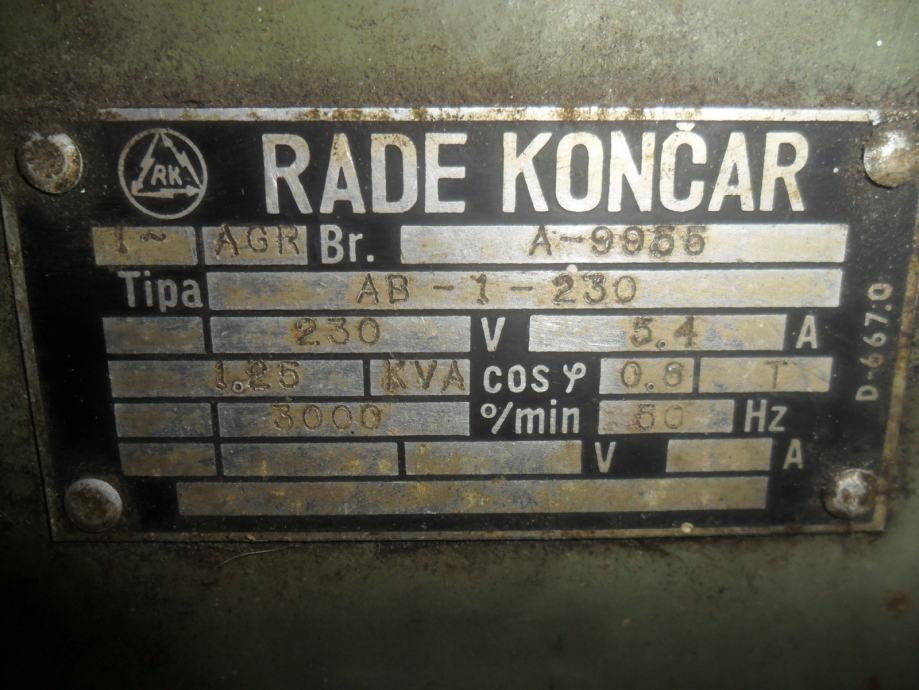 RK RADE KONČAR
1~ AGR Br. A-9955
Tipa AB-1-230
230 V 5.4 A
1.25 KVA cos φ 0.8 T
3000 º/min 50 Hz
V A
D-667.0